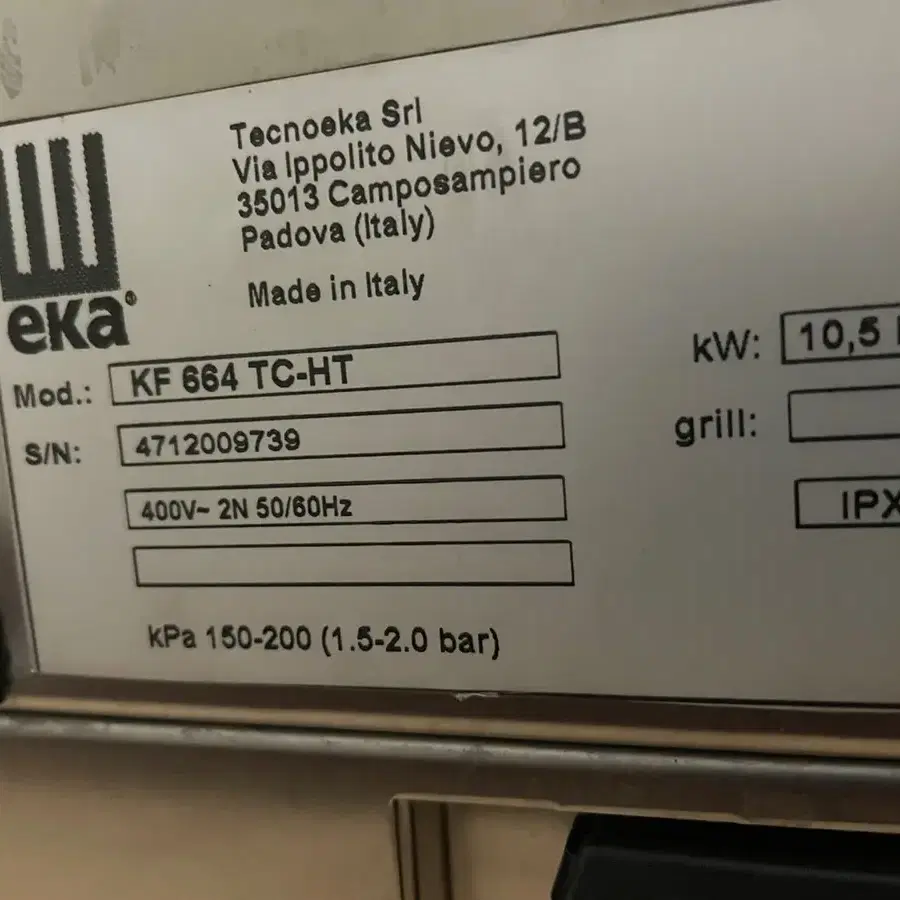 Tecnoeka Srl
Via Ippolito Nievo, 12/B
35013 Camposampiero
Padova (Italy)
Made in Italy
eKa®
Mod.: KF 664 TC-HT
kW: 10,5
S/N: 4712009739
grill:
400V~ 2N 50/60Hz
IPX
kPa 150-200 (1.5-2.0 bar)